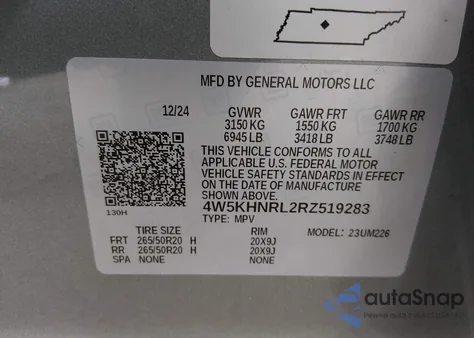 MFD BY GENERAL MOTORS LLC
12/24 GVWR GAWR FRT GAWR RR
3150 KG 1550 KG 1700 KG
6945 LB 3418 LB 3748 LB
THIS VEHICLE CONFORMS TO ALL
APPLICABLE U.S. FEDERAL MOTOR
VEHICLE SAFETY STANDARDS IN EFFECT
ON THE DATE OF MANUFACTURE
SHOWN ABOVE.
4W5KHNRL2RZ519283
130H TYPE: MPV
TIRE SIZE RIM MODEL: 23UM226
FRT 265/50R20 H 20X9J
RR 265/50R20 H 20X9J
SPA NONE NONE
autoSnap